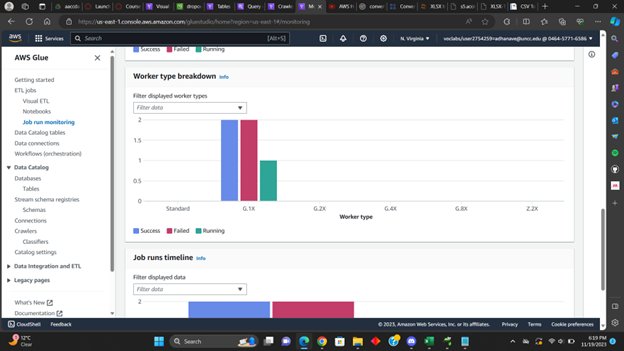 aacolo
Launch
Course
Visual
dropo
Tables
Query
Crawle
Mo
AWS H
conver
Conve
XLSX t
s5.acc
XLSX
CSV T
https://us-east-1.console.aws.amazon.com/gluestudio/home?region=us-east-1#/monitoring
aws
Services
Search
[Alt+S]
N. Virginia
voclabs/user2754259=adhanave@uncc.edu @ 0464-5771-6586
AWS Glue
Getting started
ETL jobs
Visual ETL
Notebooks
Job run monitoring
Data Catalog tables
Data connections
Workflows (orchestration)
Data Catalog
Databases
Tables
Stream schema registries
Schemas
Connections
Crawlers
Classifiers
Catalog settings
Data Integration and ETL
Legacy pages
What's New
Documentation
Success Failed Running
Worker type breakdown Info
Filter displayed worker types
Filter data
2
1.5
1
0.5
0
Standard G.1X G.2X G.4X G.8X Z.2X
Worker type
Success Failed Running
Job runs timeline Info
Filter displayed data
Filter data
2
CloudShell Feedback
© 2023, Amazon Web Services, Inc. or its affiliates. Privacy Terms Cookie preferences
12°C
Clear
Search
6:19 PM
11/19/2023